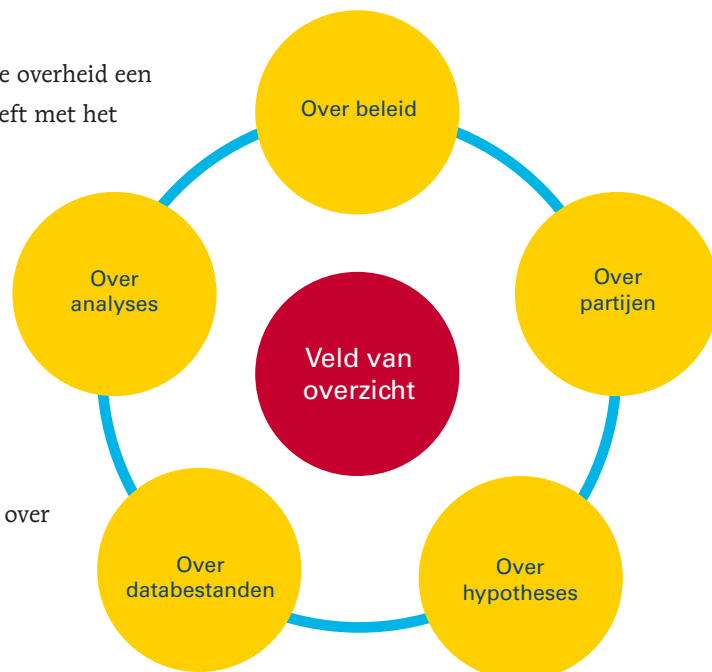 e overheid een
eft met het
Over beleid
Over
analyses
Over
partijen
Veld van
overzicht
over
Over
databestanden
Over
hypotheses